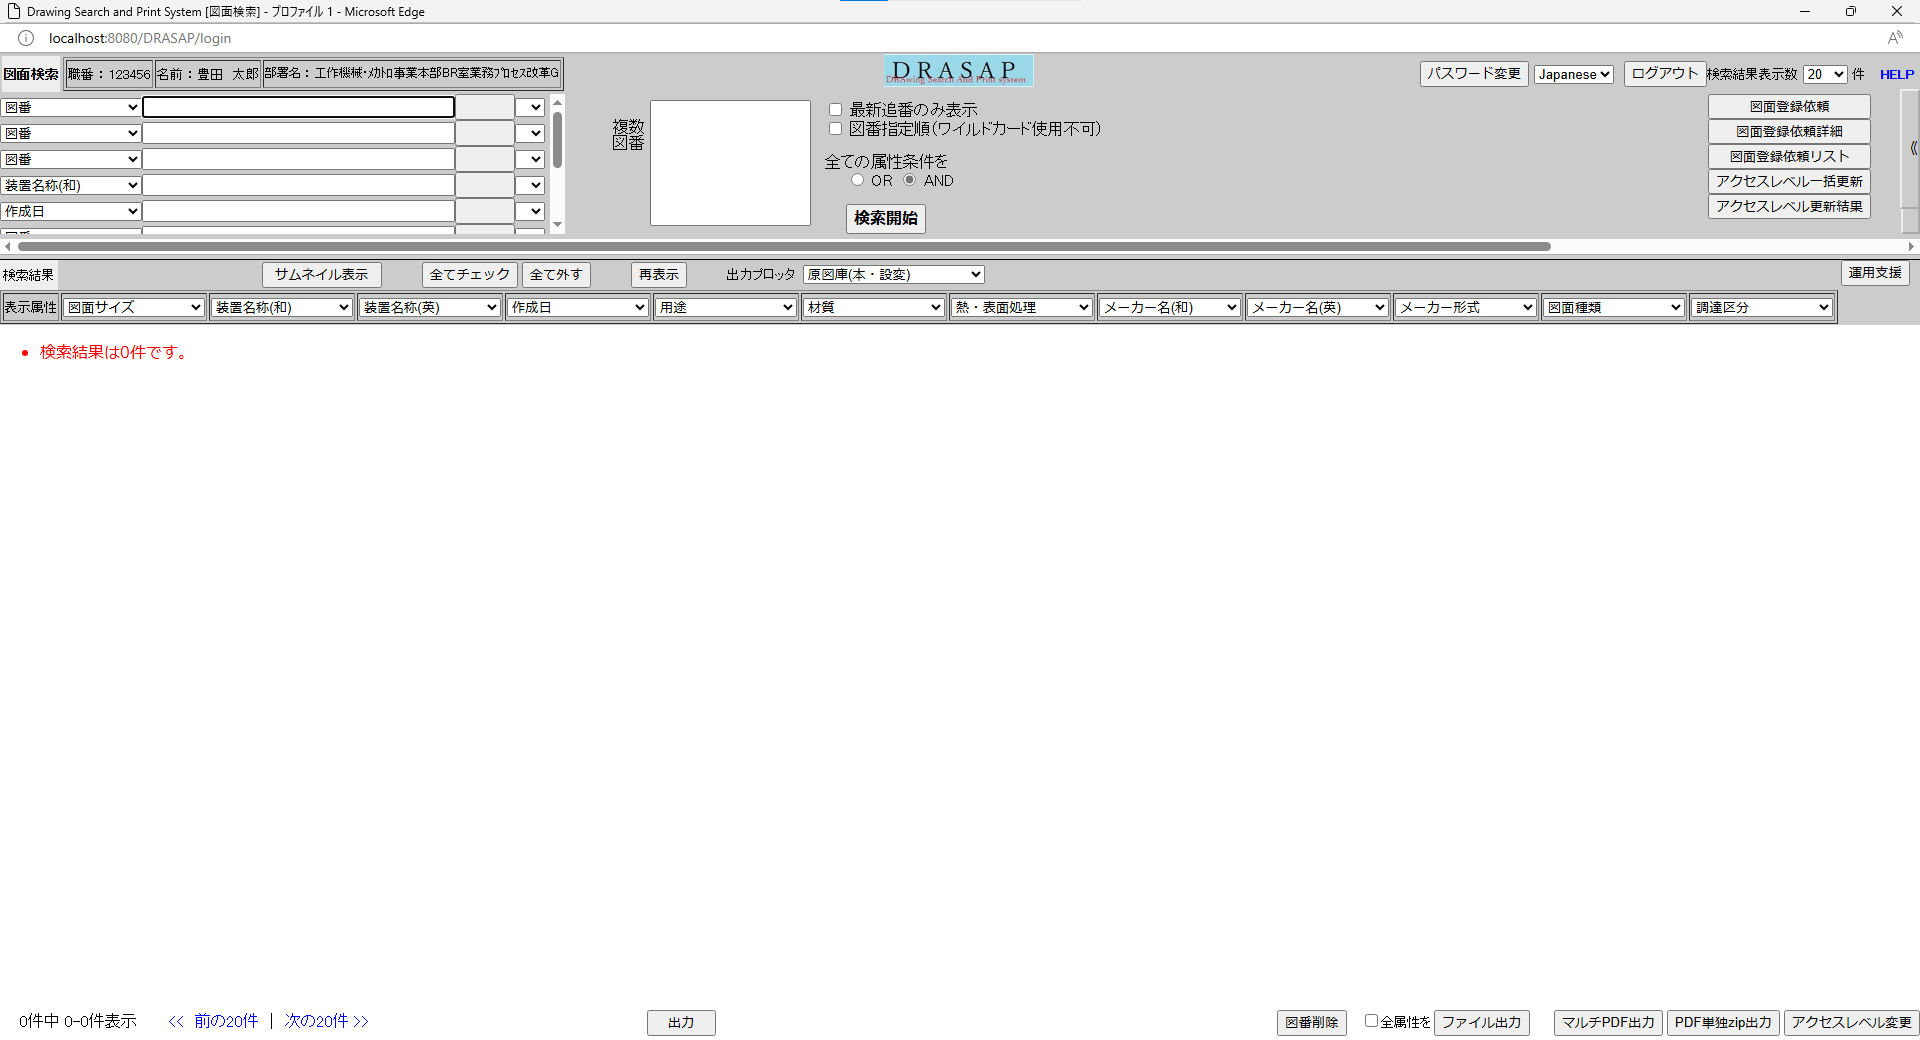 Drawing Search and Print System [図面検索] - プロファイル 1 - Microsoft Edge
localhost:8080/DRASAP/login
図面検索 職番：123456 名前：豊田　太郎 部署名：工作機械・ﾒｶﾄﾛ事業本部BR室業務ﾌﾟﾛｾｽ改革G
DRASAP
DRawing Search And Print system
パスワード変更 Japanese ログアウト 検索結果表示数 20 件 HELP
図番
図番
図番
装置名称(和)
作成日
複数
図番
最新追番のみ表示
図番指定順(ワイルドカード使用不可)
全ての属性条件を
OR AND
検索開始
図面登録依頼
図面登録依頼詳細
図面登録依頼リスト
アクセスレベル一括更新
アクセスレベル更新結果
《
検索結果 サムネイル表示 全てチェック 全て外す 再表示 出力プロッタ 原図庫(本・設変) 運用支援
表示属性 図面サイズ 装置名称(和) 装置名称(英) 作成日 用途 材質 熱・表面処理 メーカー名(和) メーカー名(英) メーカー形式 図面種類 調達区分
• 検索結果は0件です。
0件中 0-0件表示 << 前の20件 | 次の20件 >> 出力 図番削除 全属性を ファイル出力 マルチPDF出力 PDF単独zip出力 アクセスレベル変更